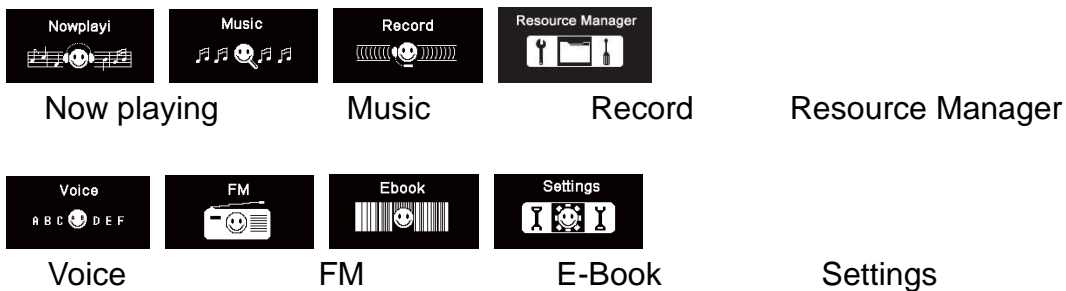 Nowplayi Music Record Resource Manager
Now playing Music Record Resource Manager
Voice FM Ebook Settings
A B C D E F
Voice FM E-Book Settings